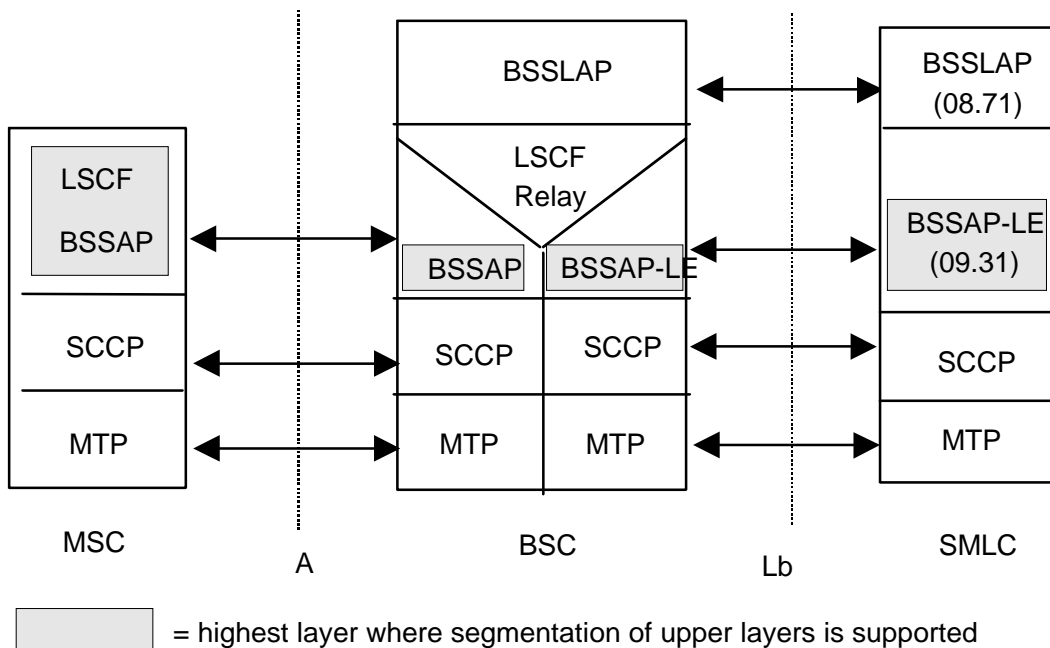 LSCF
BSSAP
SCCP
MTP
MSC
A
BSSLAP
LSCF
Relay
BSSAP
BSSAP-LE
SCCP
SCCP
MTP
MTP
BSC
Lb
BSSLAP
(08.71)
BSSAP-LE
(09.31)
SCCP
MTP
SMLC
= highest layer where segmentation of upper layers is supported